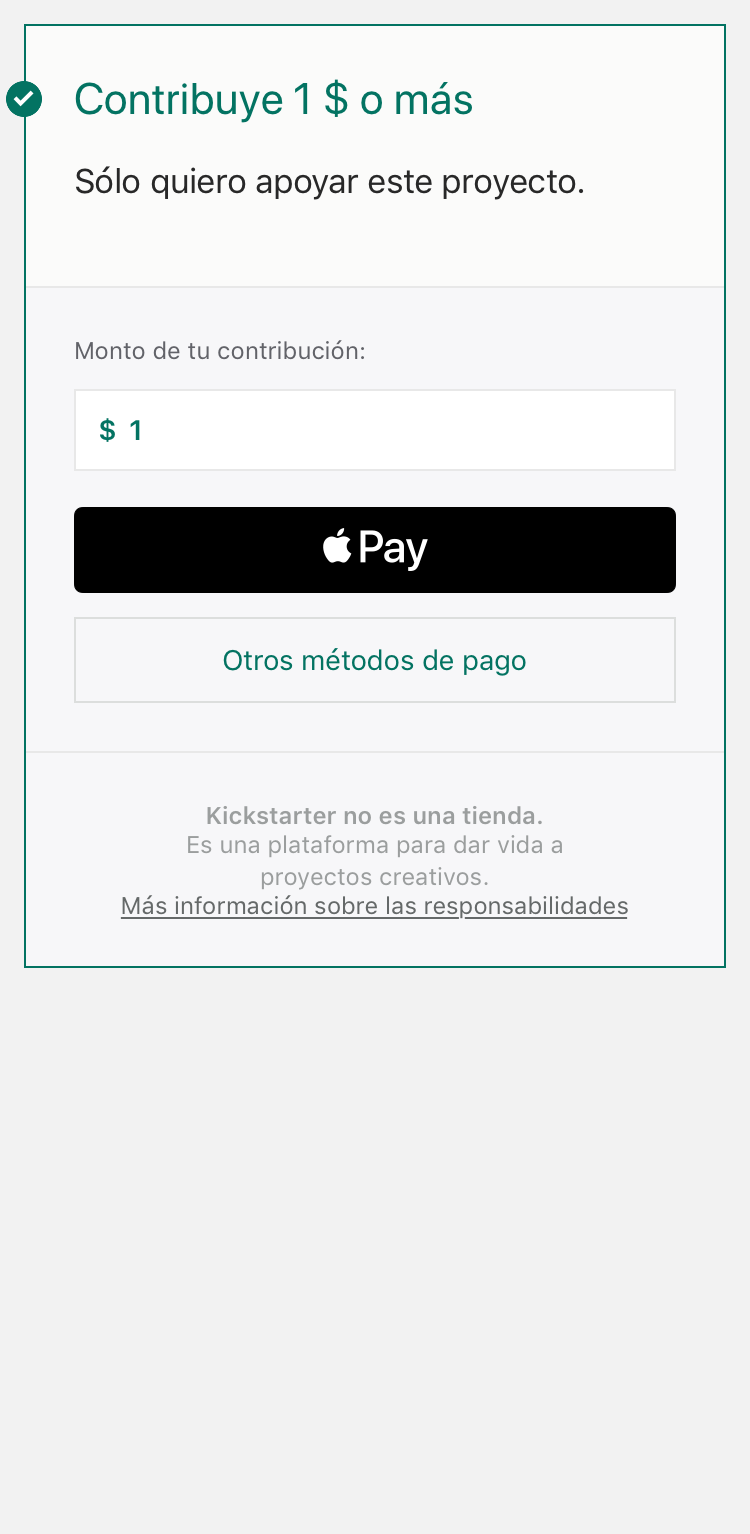 Contribuye 1 $ o más
Sólo quiero apoyar este proyecto.
Monto de tu contribución:
$ 1
Pay
Otros métodos de pago
Kickstarter no es una tienda.
Es una plataforma para dar vida a
proyectos creativos.
Más información sobre las responsabilidades